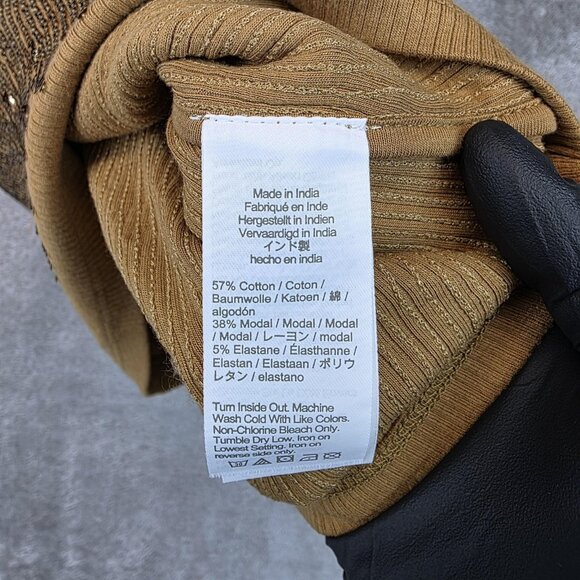 Made in India
Fabriqué en Inde
Hergestellt in Indien
Vervaardigd in India
インド製
hecho en india
57% Cotton / Coton /
Baumwolle / Katoen / 綿 /
algodón
38% Modal / Modal / Modal
/ Modal / レーヨン / modal
5% Elastane / Élasthanne /
Elastan / Elastaan / ポリウ
レタン / elastano
Turn Inside Out. Machine
Wash Cold With Like Colors.
Non-Chlorine Bleach Only.
Tumble Dry Low. Iron on
Lowest Setting. Iron on
reverse side only.